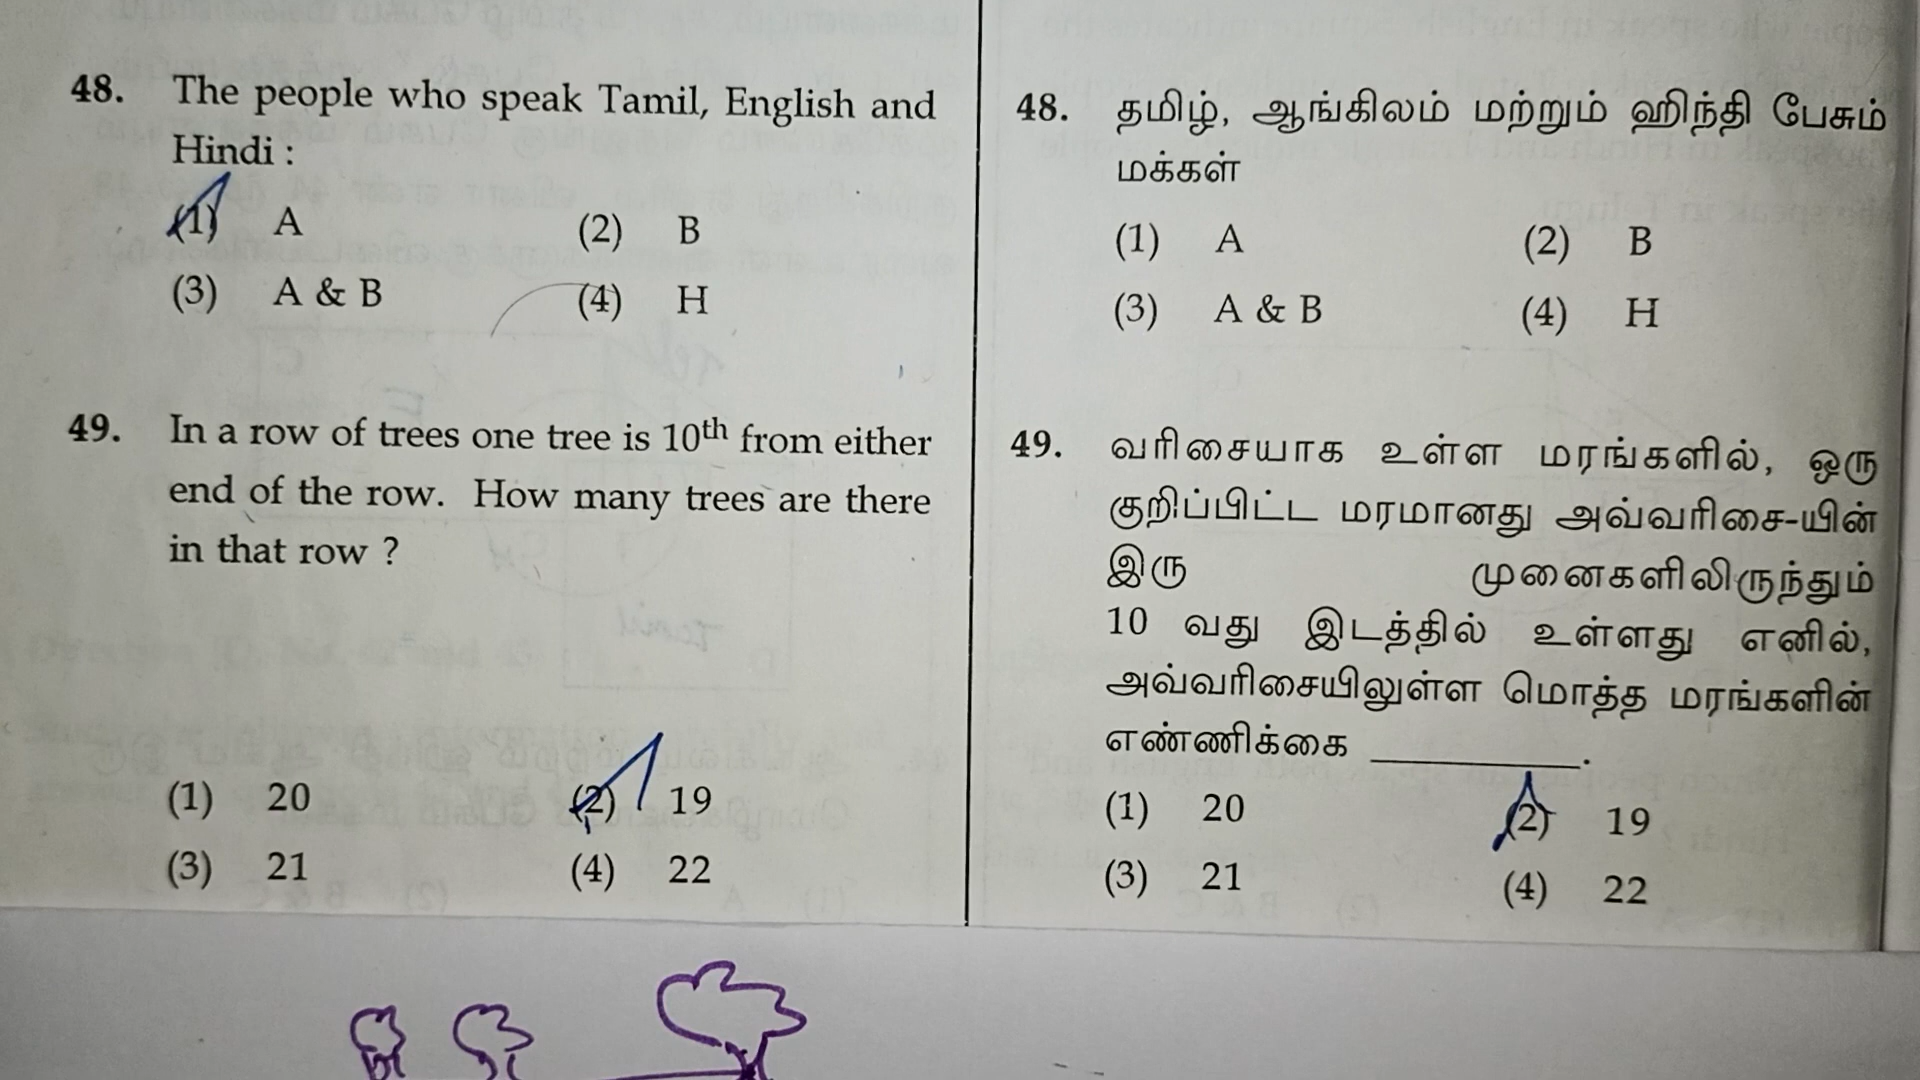 48. The people who speak Tamil, English and
Hindi :
(1) A (2) B
(3) A & B (4) H
49. In a row of trees one tree is 10th from either
end of the row. How many trees are there
in that row ?
(1) 20 (2) 19
(3) 21 (4) 22
48. தமிழ், ஆங்கிலம் மற்றும் ஹிந்தி பேசும்
மக்கள்
(1) A (2) B
(3) A & B (4) H
49. வரிசையாக உள்ள மரங்களில், ஒரு
குறிப்பிட்ட மரமானது அவ்வரிசை-யின்
இரு முனைகளிலிருந்தும்
10 வது இடத்தில் உள்ளது எனில்,
அவ்வரிசையிலுள்ள மொத்த மரங்களின்
எண்ணிக்கை ________.
(1) 20 (2) 19
(3) 21 (4) 22